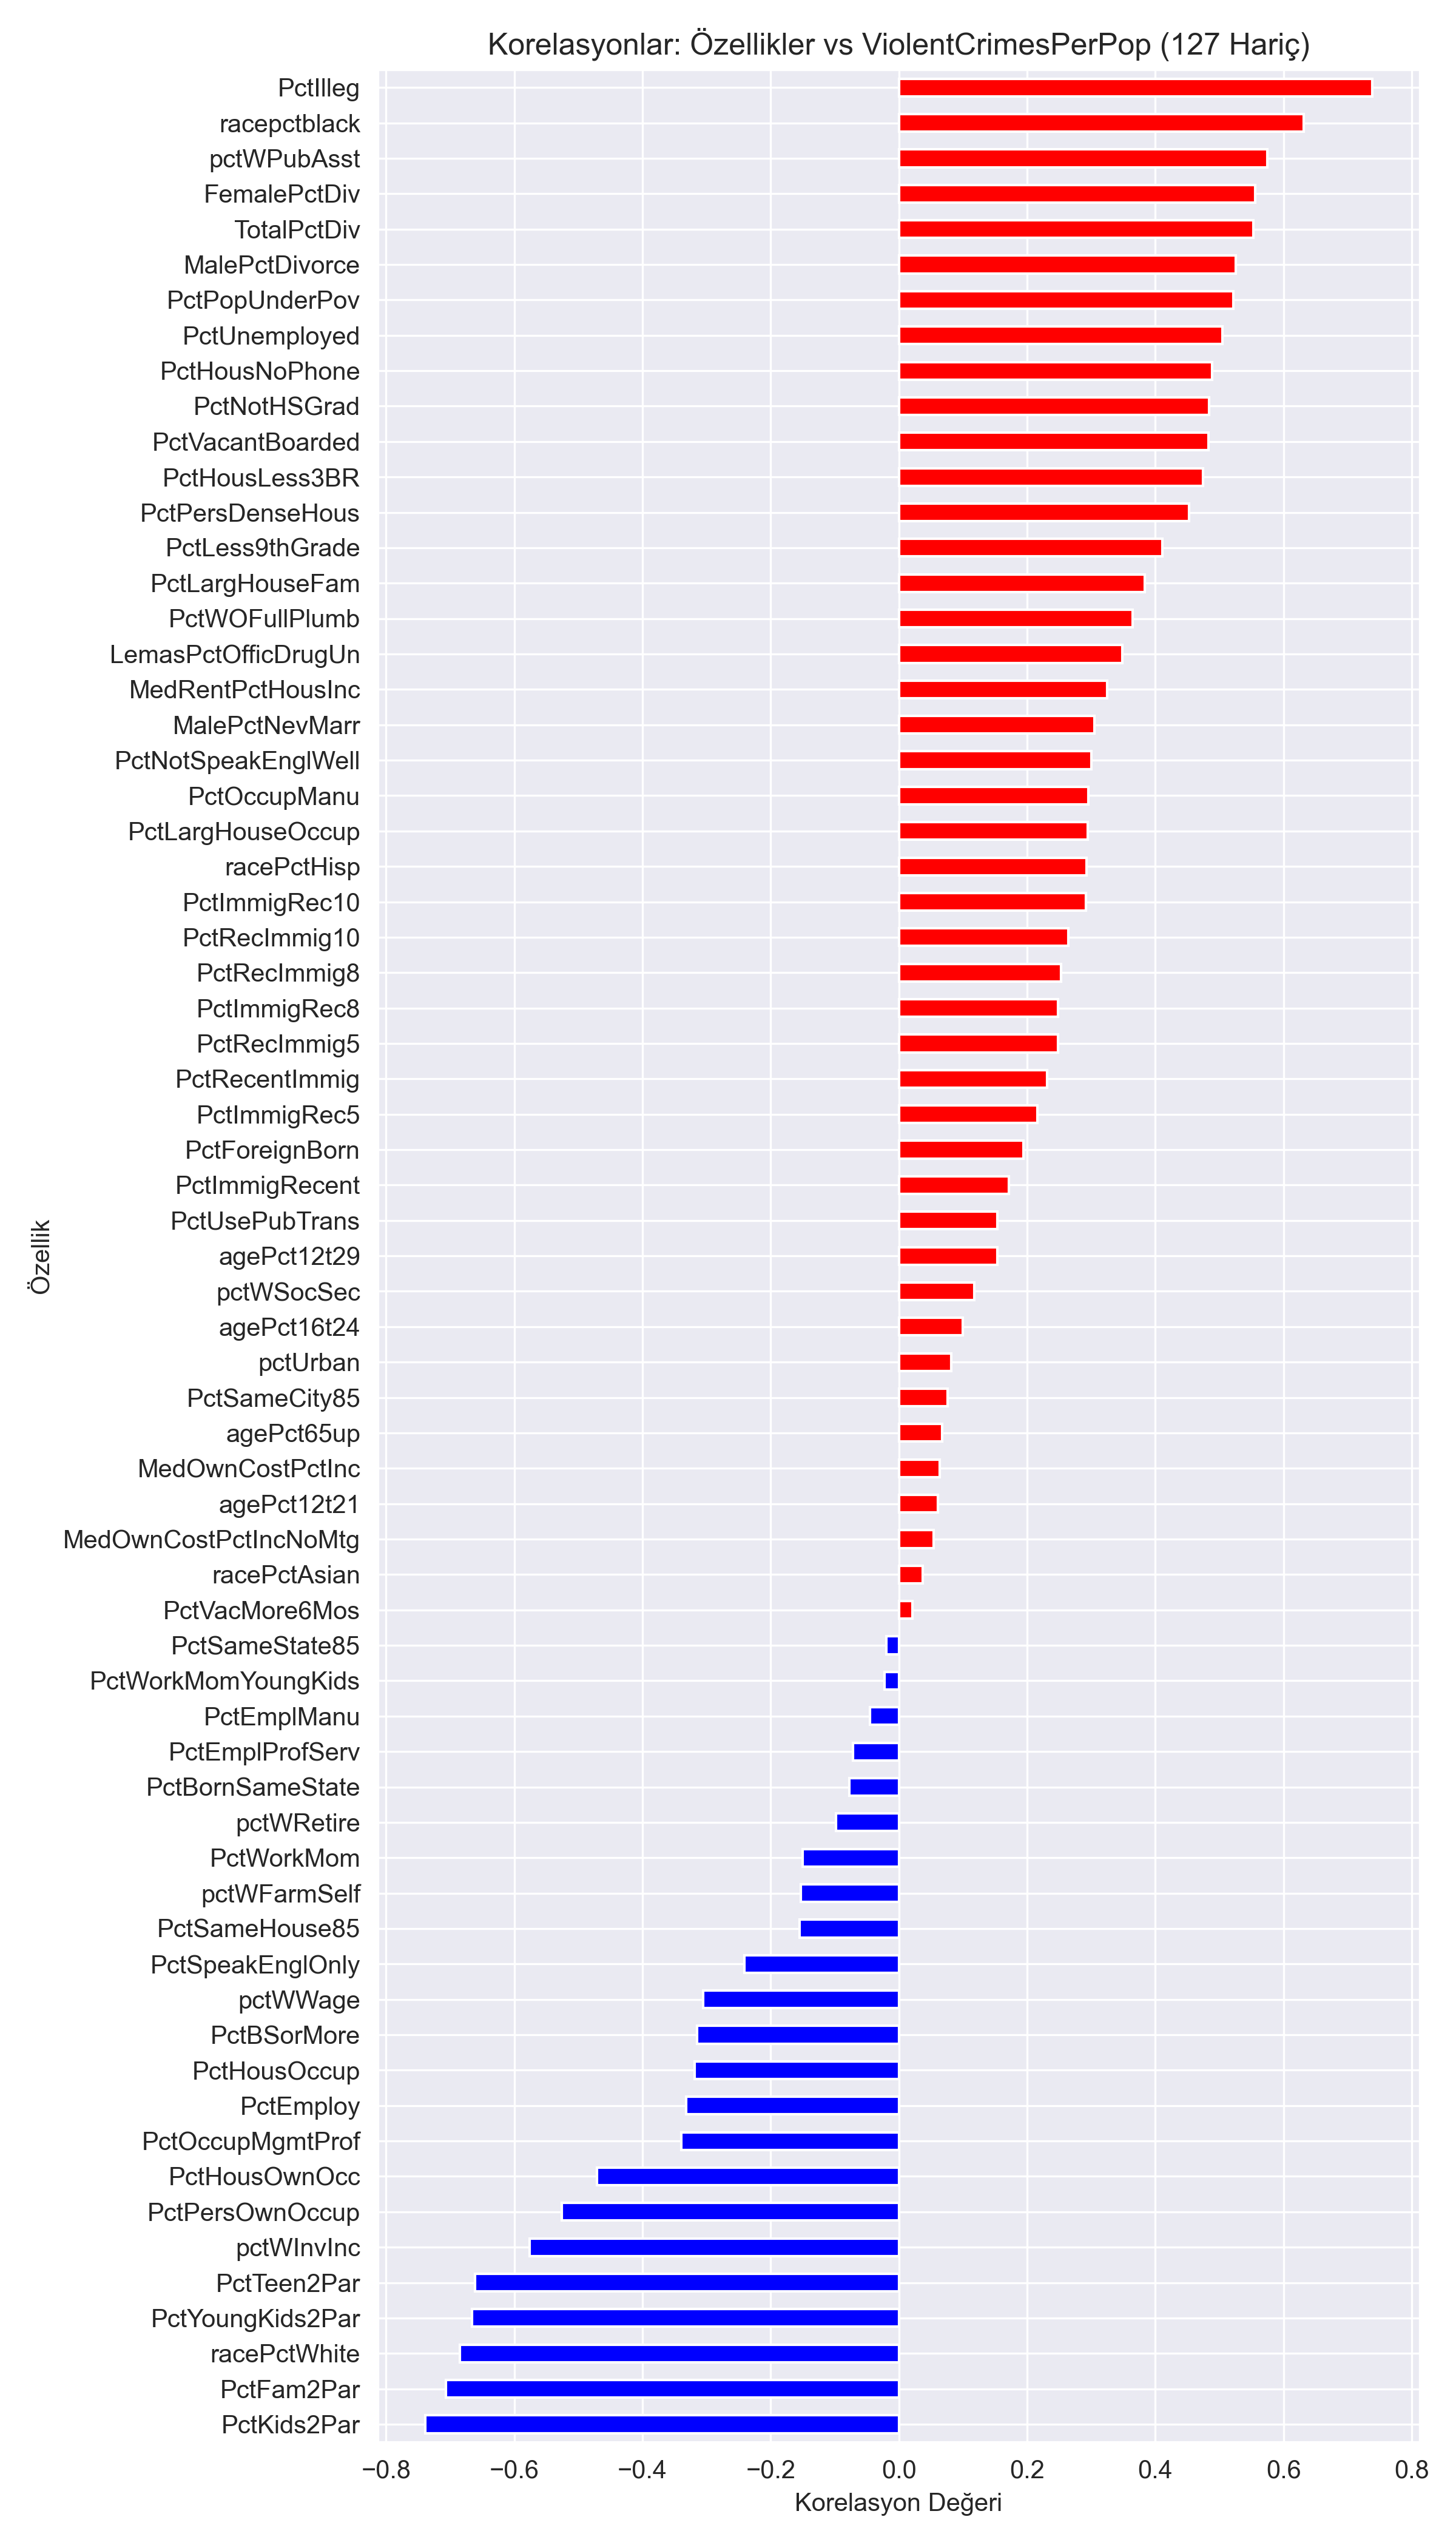 Korelasyonlar: Özellikler vs ViolentCrimesPerPop (127 Hariç)
PctIlleg
racepctblack
pctWPubAsst
FemalePctDiv
TotalPctDiv
MalePctDivorce
PctPopUnderPov
PctUnemployed
PctHousNoPhone
PctNotHSGrad
PctVacantBoarded
PctHousLess3BR
PctPersDenseHous
PctLess9thGrade
PctLargHouseFam
PctWOFullPlumb
LemasPctOfficDrugUn
MedRentPctHousInc
MalePctNevMarr
PctNotSpeakEnglWell
PctOccupManu
PctLargHouseOccup
racePctHisp
PctImmigRec10
PctRecImmig10
PctRecImmig8
PctImmigRec8
PctRecImmig5
PctRecentImmig
PctImmigRec5
PctForeignBorn
PctImmigRecent
PctUsePubTrans
agePct12t29
pctWSocSec
agePct16t24
pctUrban
PctSameCity85
agePct65up
MedOwnCostPctInc
agePct12t21
MedOwnCostPctIncNoMtg
racePctAsian
PctVacMore6Mos
PctSameState85
PctWorkMomYoungKids
PctEmplManu
PctEmplProfServ
PctBornSameState
pctWRetire
PctWorkMom
pctWFarmSelf
PctSameHouse85
PctSpeakEnglOnly
pctWWage
PctBSorMore
PctHousOccup
PctEmploy
PctOccupMgmtProf
PctHousOwnOcc
PctPersOwnOccup
pctWInvInc
PctTeen2Par
PctYoungKids2Par
racePctWhite
PctFam2Par
PctKids2Par
Özellik
−0.8 −0.6 −0.4 −0.2 0.0 0.2 0.4 0.6 0.8
Korelasyon Değeri